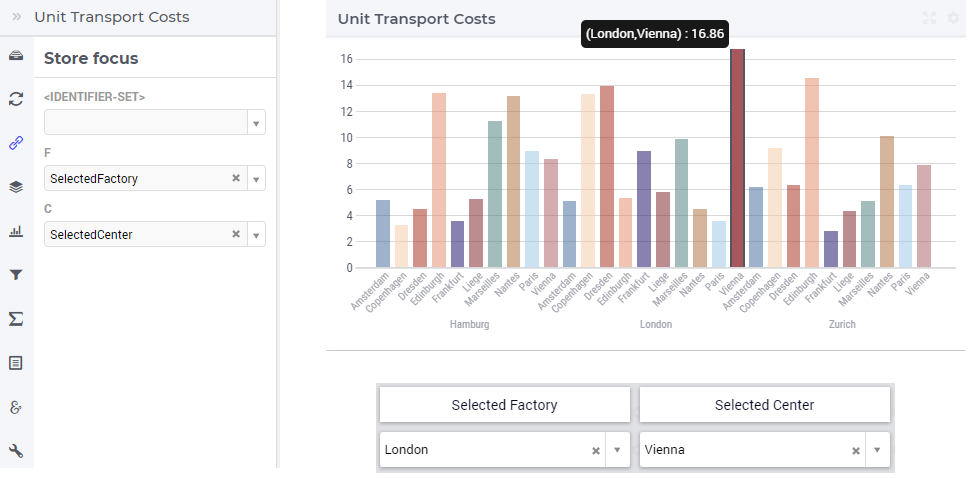 Unit Transport Costs
Store focus
<IDENTIFIER-SET>
F
SelectedFactory
C
SelectedCenter
Unit Transport Costs
(London,Vienna) : 16.86
16
14
12
10
8
6
4
2
0
Amsterdam
Copenhagen
Dresden
Edinburgh
Frankfurt
Liege
Marseilles
Nantes
Paris
Vienna
Amsterdam
Copenhagen
Dresden
Edinburgh
Frankfurt
Liege
Marseilles
Nantes
Paris
Vienna
Amsterdam
Copenhagen
Dresden
Edinburgh
Frankfurt
Liege
Marseilles
Nantes
Paris
Vienna
Hamburg London Zurich
Selected Factory Selected Center
London Vienna